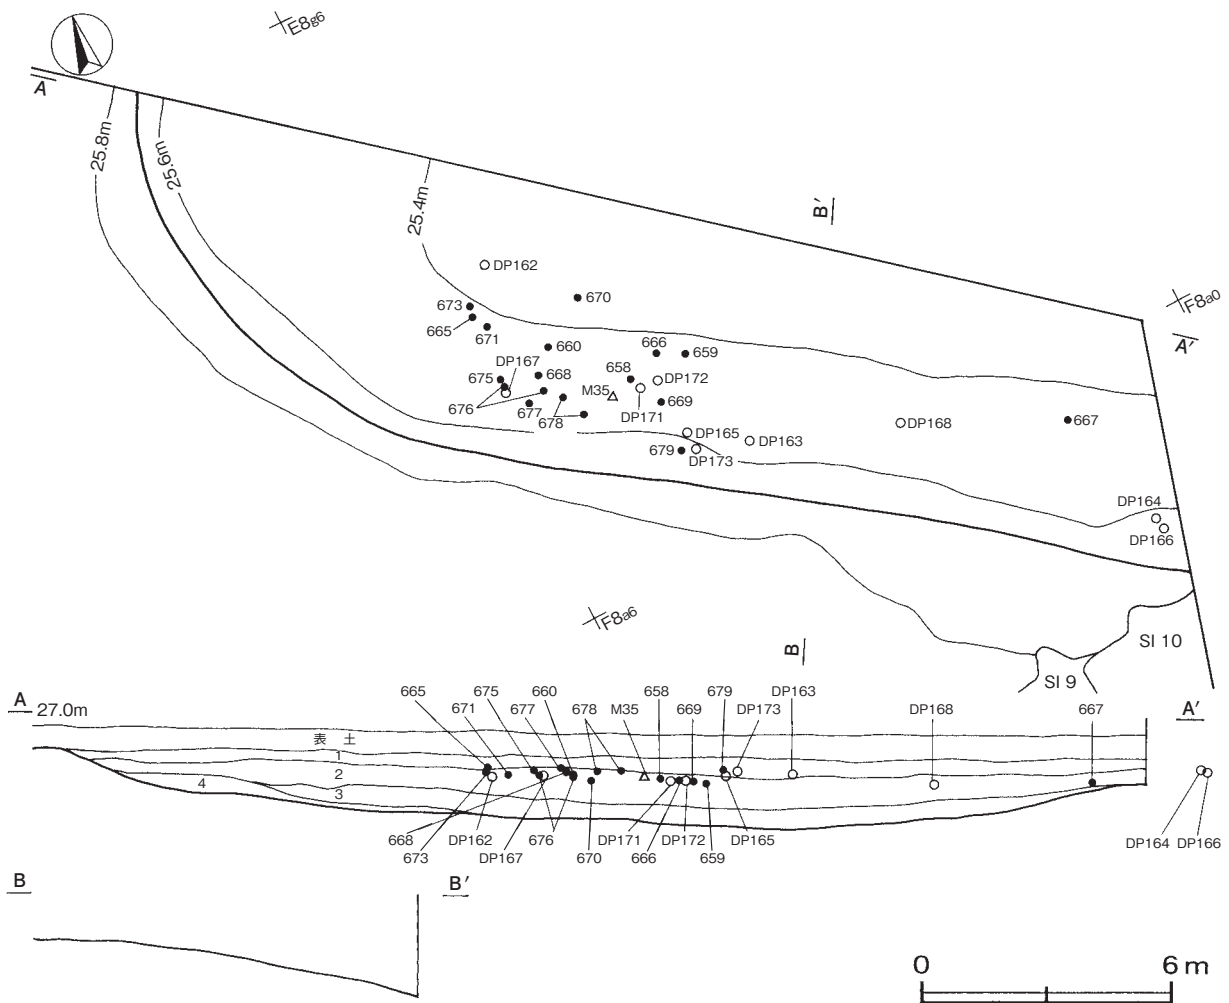 E8g6
A
25.8m
25.6m
25.4m
B′
F8a0
A′
DP162
673
670
665
671
660
666
659
DP167
675
668
658
DP172
M35
676
677
678
DP171
669
DP165
DP163
DP168
667
679
DP173
DP164
DP166
F8a6
B
SI 10
SI 9
A
27.0m
665
675
660
658
679
DP163
671
677
678
M35
669
DP173
DP168
667
A′
表 土
1
2
4
3
668
DP162
676
DP171
DP172
DP165
DP164
673
DP167
670
666
659
DP166
B
B′
0
6 m